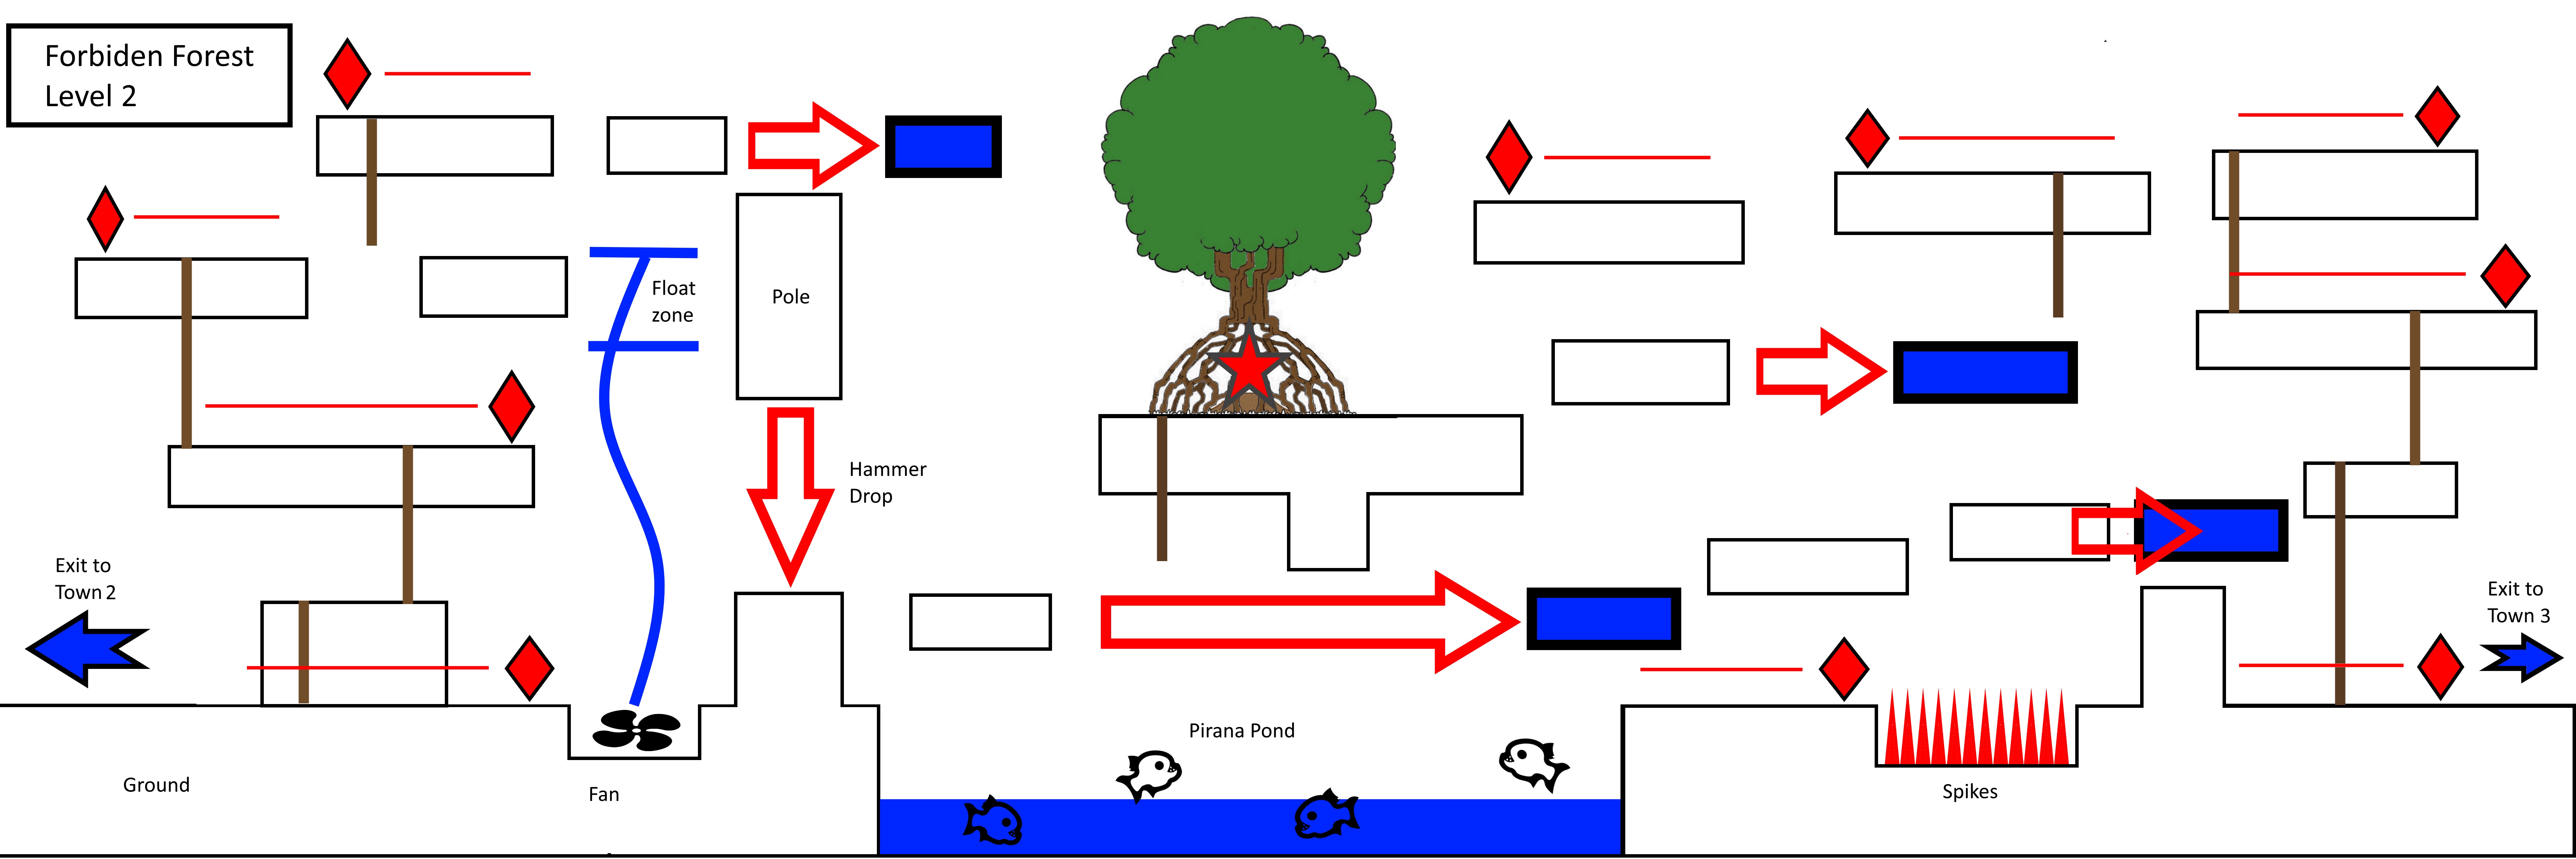 Forbiden Forest
Level 2
Float
zone
Pole
Hammer
Drop
Exit to
Town 2
Exit to
Town 3
Pirana Pond
Ground
Fan
Spikes